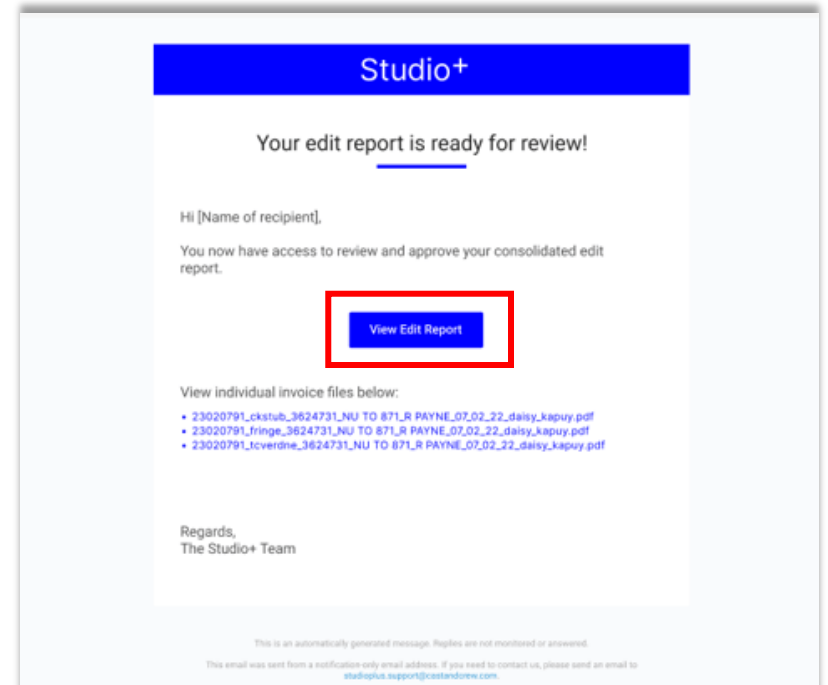 Studio+
Your edit report is ready for review!
Hi [Name of recipient],
You now have access to review and approve your consolidated edit
report.
View Edit Report
View individual invoice files below:
• 23020791_ckstub_3624731_NU TO 871_R PAYNE_07_02_22_daisy_kapuy.pdf
• 23020791_fringe_3624731_NU TO 871_R PAYNE_07_02_22_daisy_kapuy.pdf
• 23020791_tcverdne_3624731_NU TO 871_R PAYNE_07_02_22_daisy_kapuy.pdf
Regards,
The Studio+ Team
This is an automatically generated message. Replies are not monitored or answered.
This email was sent from a notification-only email address. If you need to contact us, please send an email to
studioplus.support@castandcrew.com.